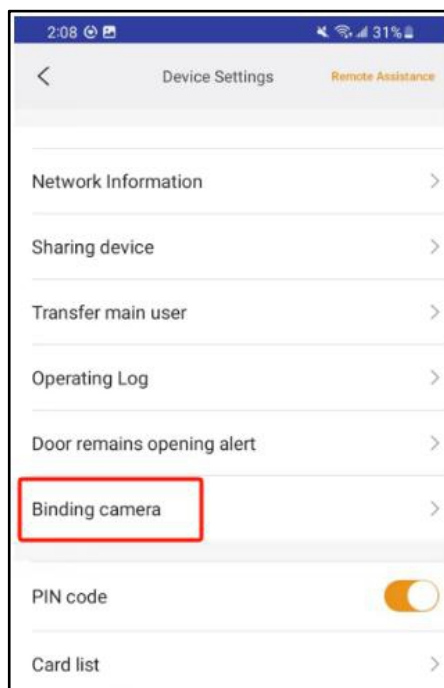 2:08 31%
Device Settings Remote Assistance
Network Information
Sharing device
Transfer main user
Operating Log
Door remains opening alert
Binding camera
PIN code
Card list